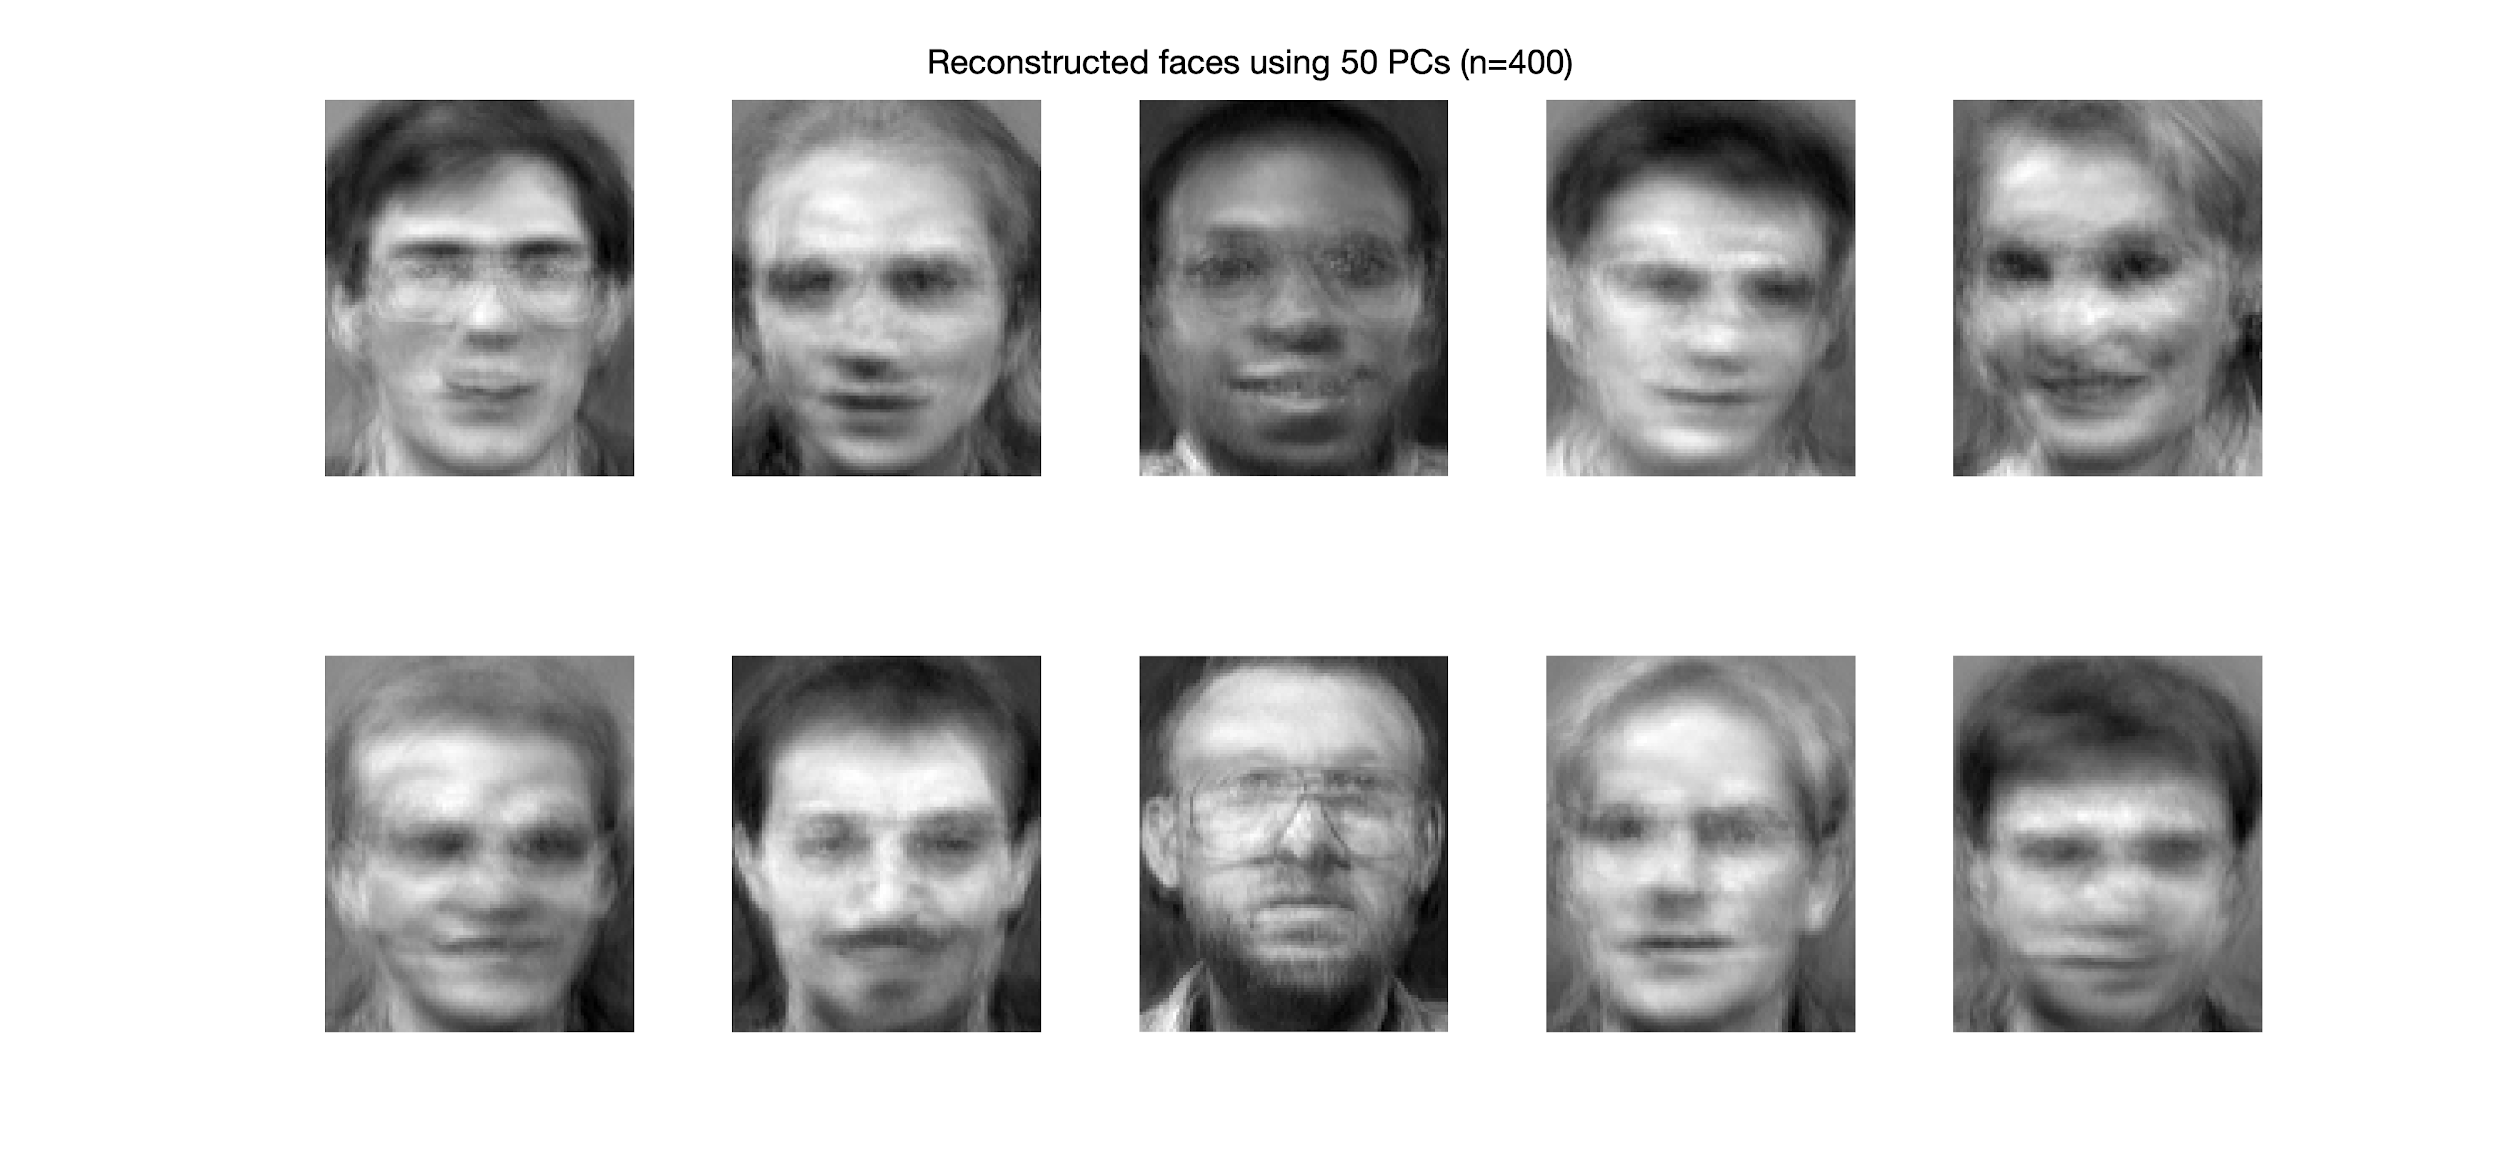 Reconstructed faces using 50 PCs (n=400)